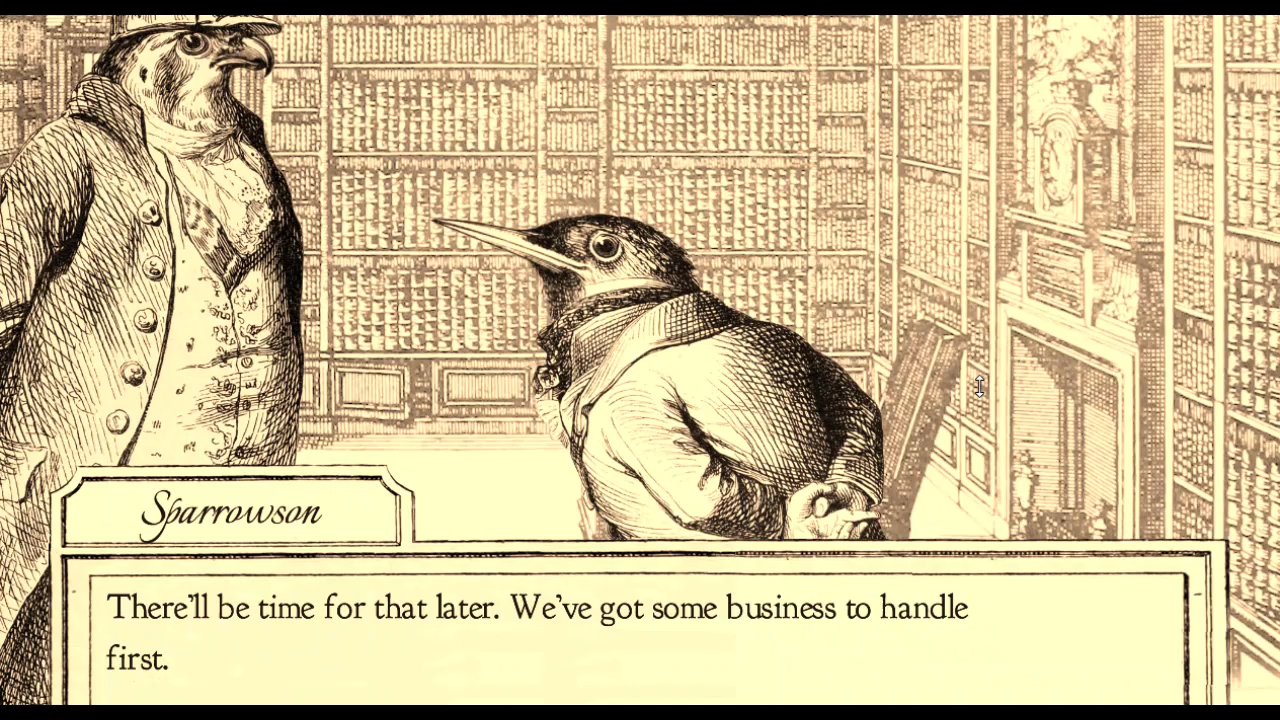 Sparrowson
There'll be time for that later. We've got some business to handle
first.